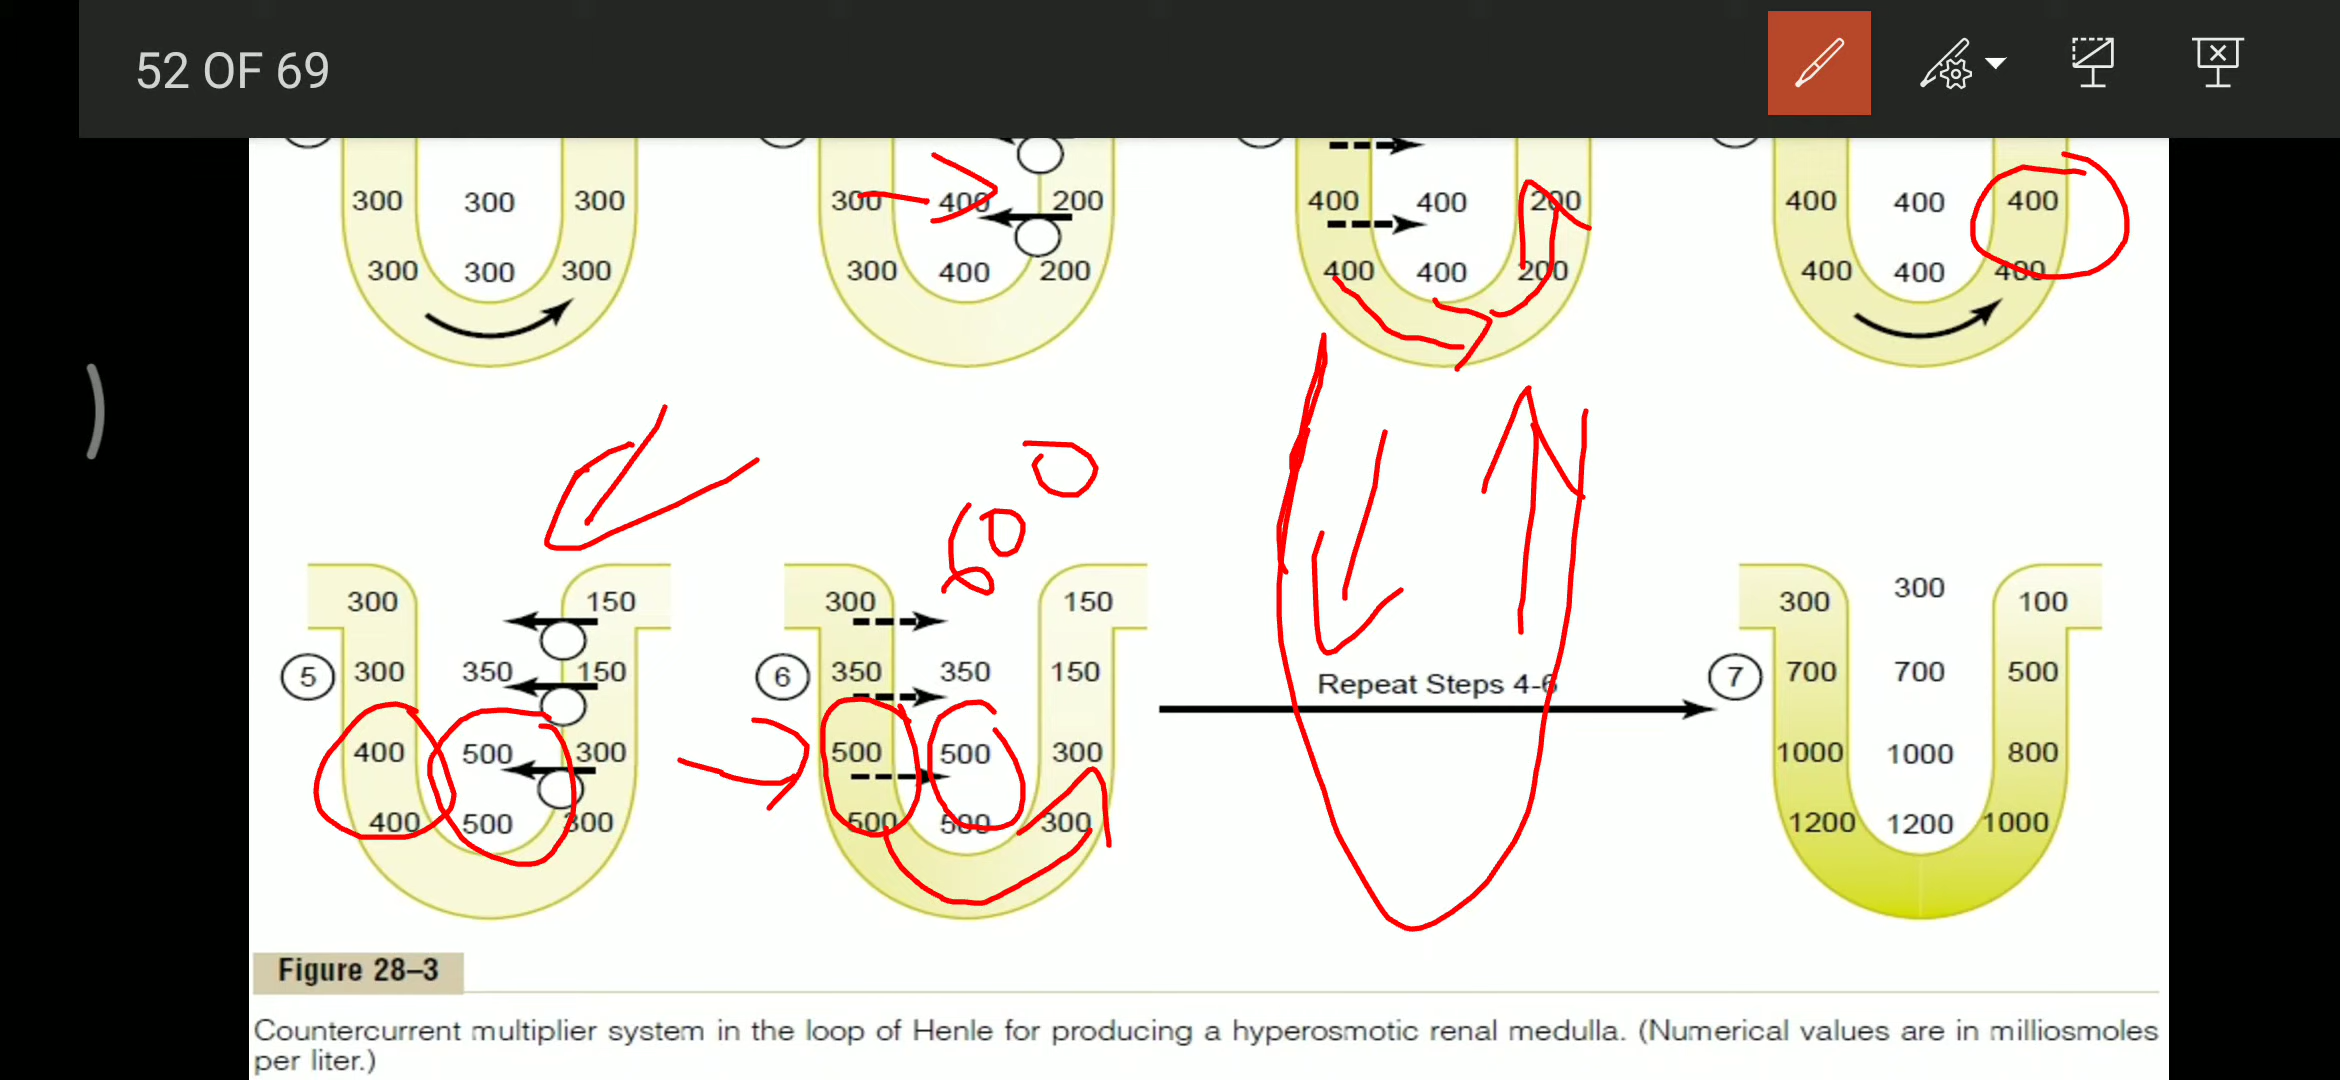 52 OF 69
300 300 300 300 400 200 400 400 200 400 400 400
300 300 300 300 400 200 400 400 200 400 400 400
600
300 150 300 150 300 300 100
5 300 350 150 6 350 350 150 Repeat Steps 4-6 7 700 700 500
400 500 300 500 500 300 1000 1000 800
400 500 300 500 500 300 1200 1200 1000
Figure 28–3
Countercurrent multiplier system in the loop of Henle for producing a hyperosmotic renal medulla. (Numerical values are in milliosmoles
per liter.)